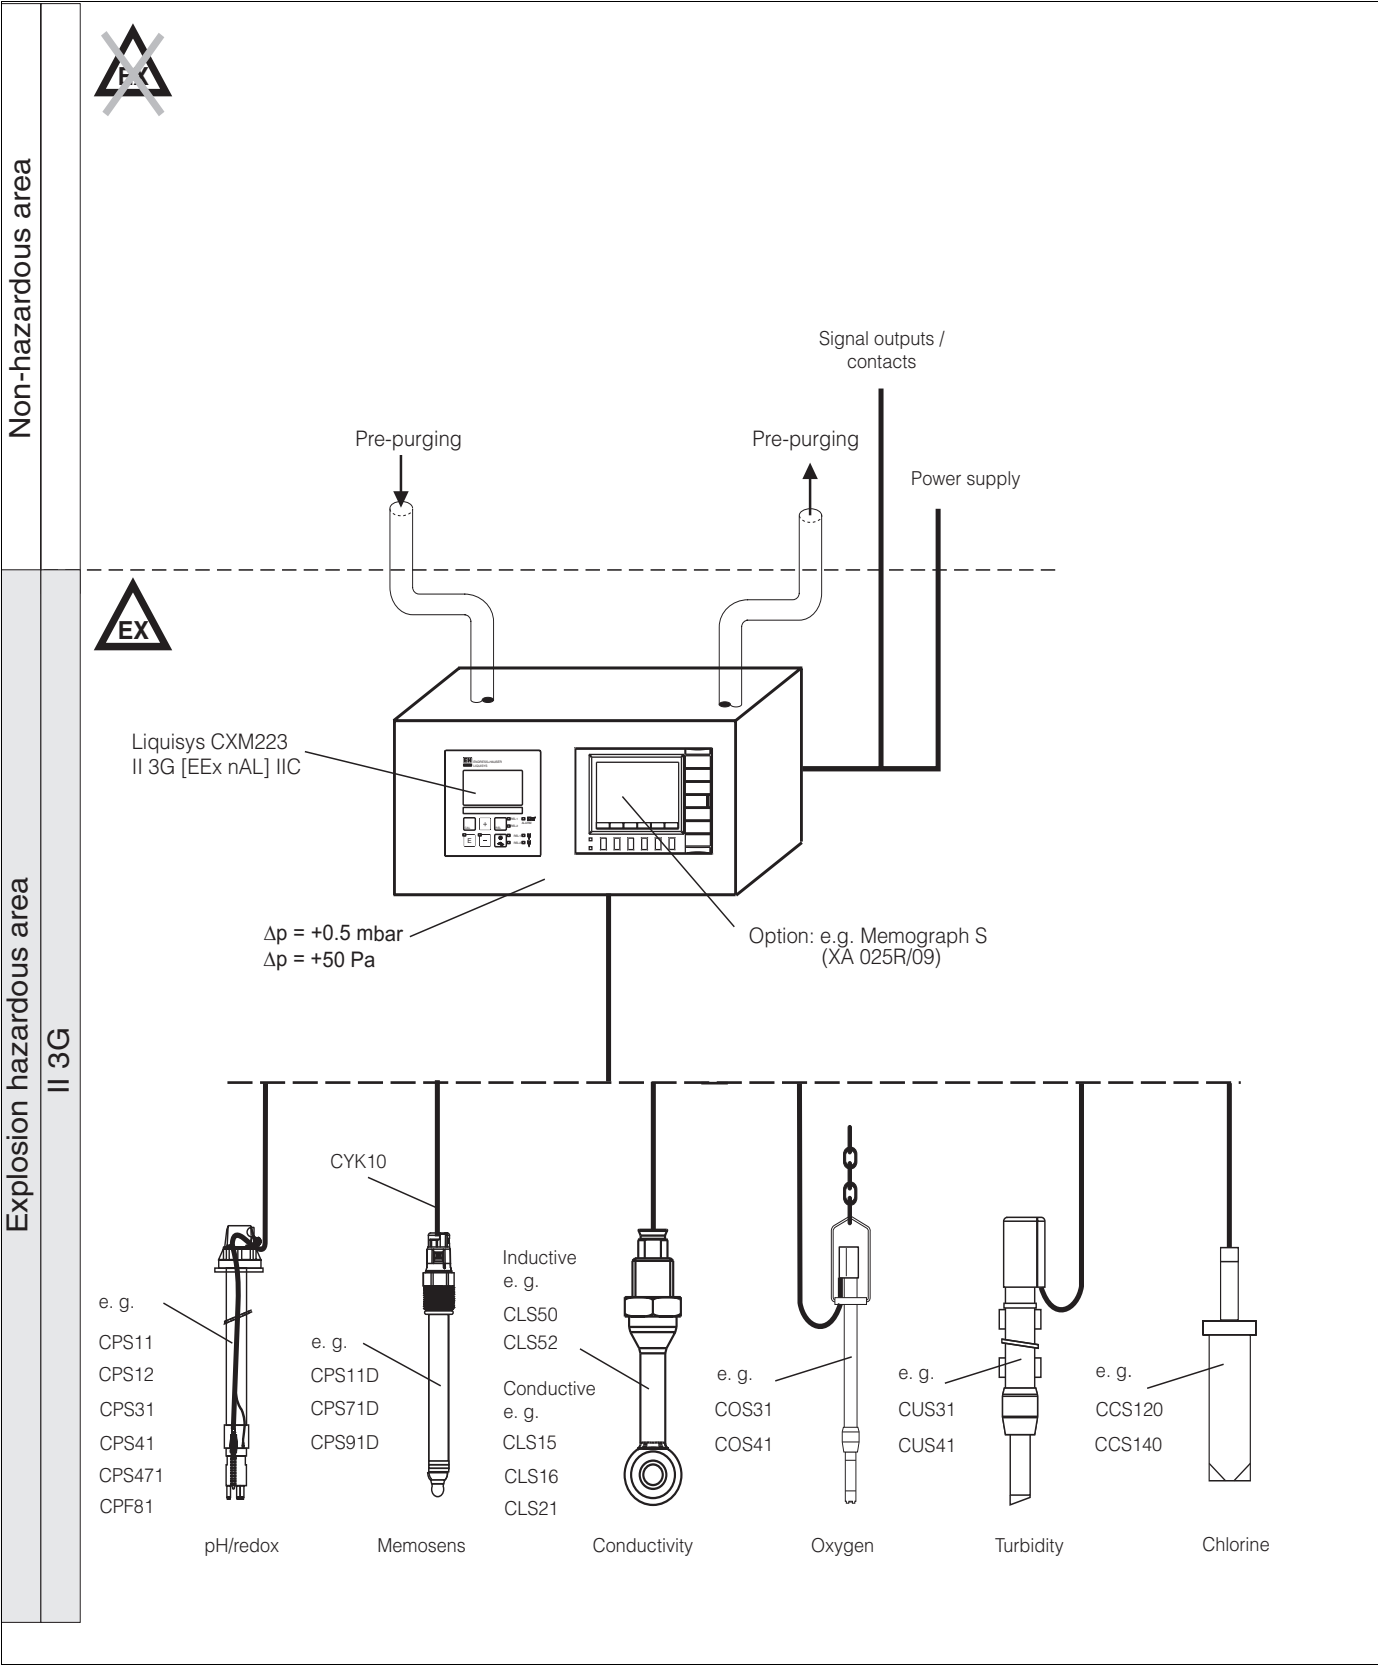 Non-hazardous area
EX
Signal outputs /
contacts
Pre-purging
Pre-purging
Power supply
Explosion hazardous area
II 3G
EX
Liquisys CXM223
II 3G [EEx nAL] IIC
E
Δp = +0.5 mbar
Δp = +50 Pa
Option: e.g. Memograph S
(XA 025R/09)
CYK10
e. g.
CPS11
CPS12
CPS31
CPS41
CPS471
CPF81
pH/redox
e. g.
CPS11D
CPS71D
CPS91D
Memosens
Inductive
e. g.
CLS50
CLS52
Conductive
e. g.
CLS15
CLS16
CLS21
Conductivity
e. g.
COS31
COS41
Oxygen
e. g.
CUS31
CUS41
Turbidity
e. g.
CCS120
CCS140
Chlorine